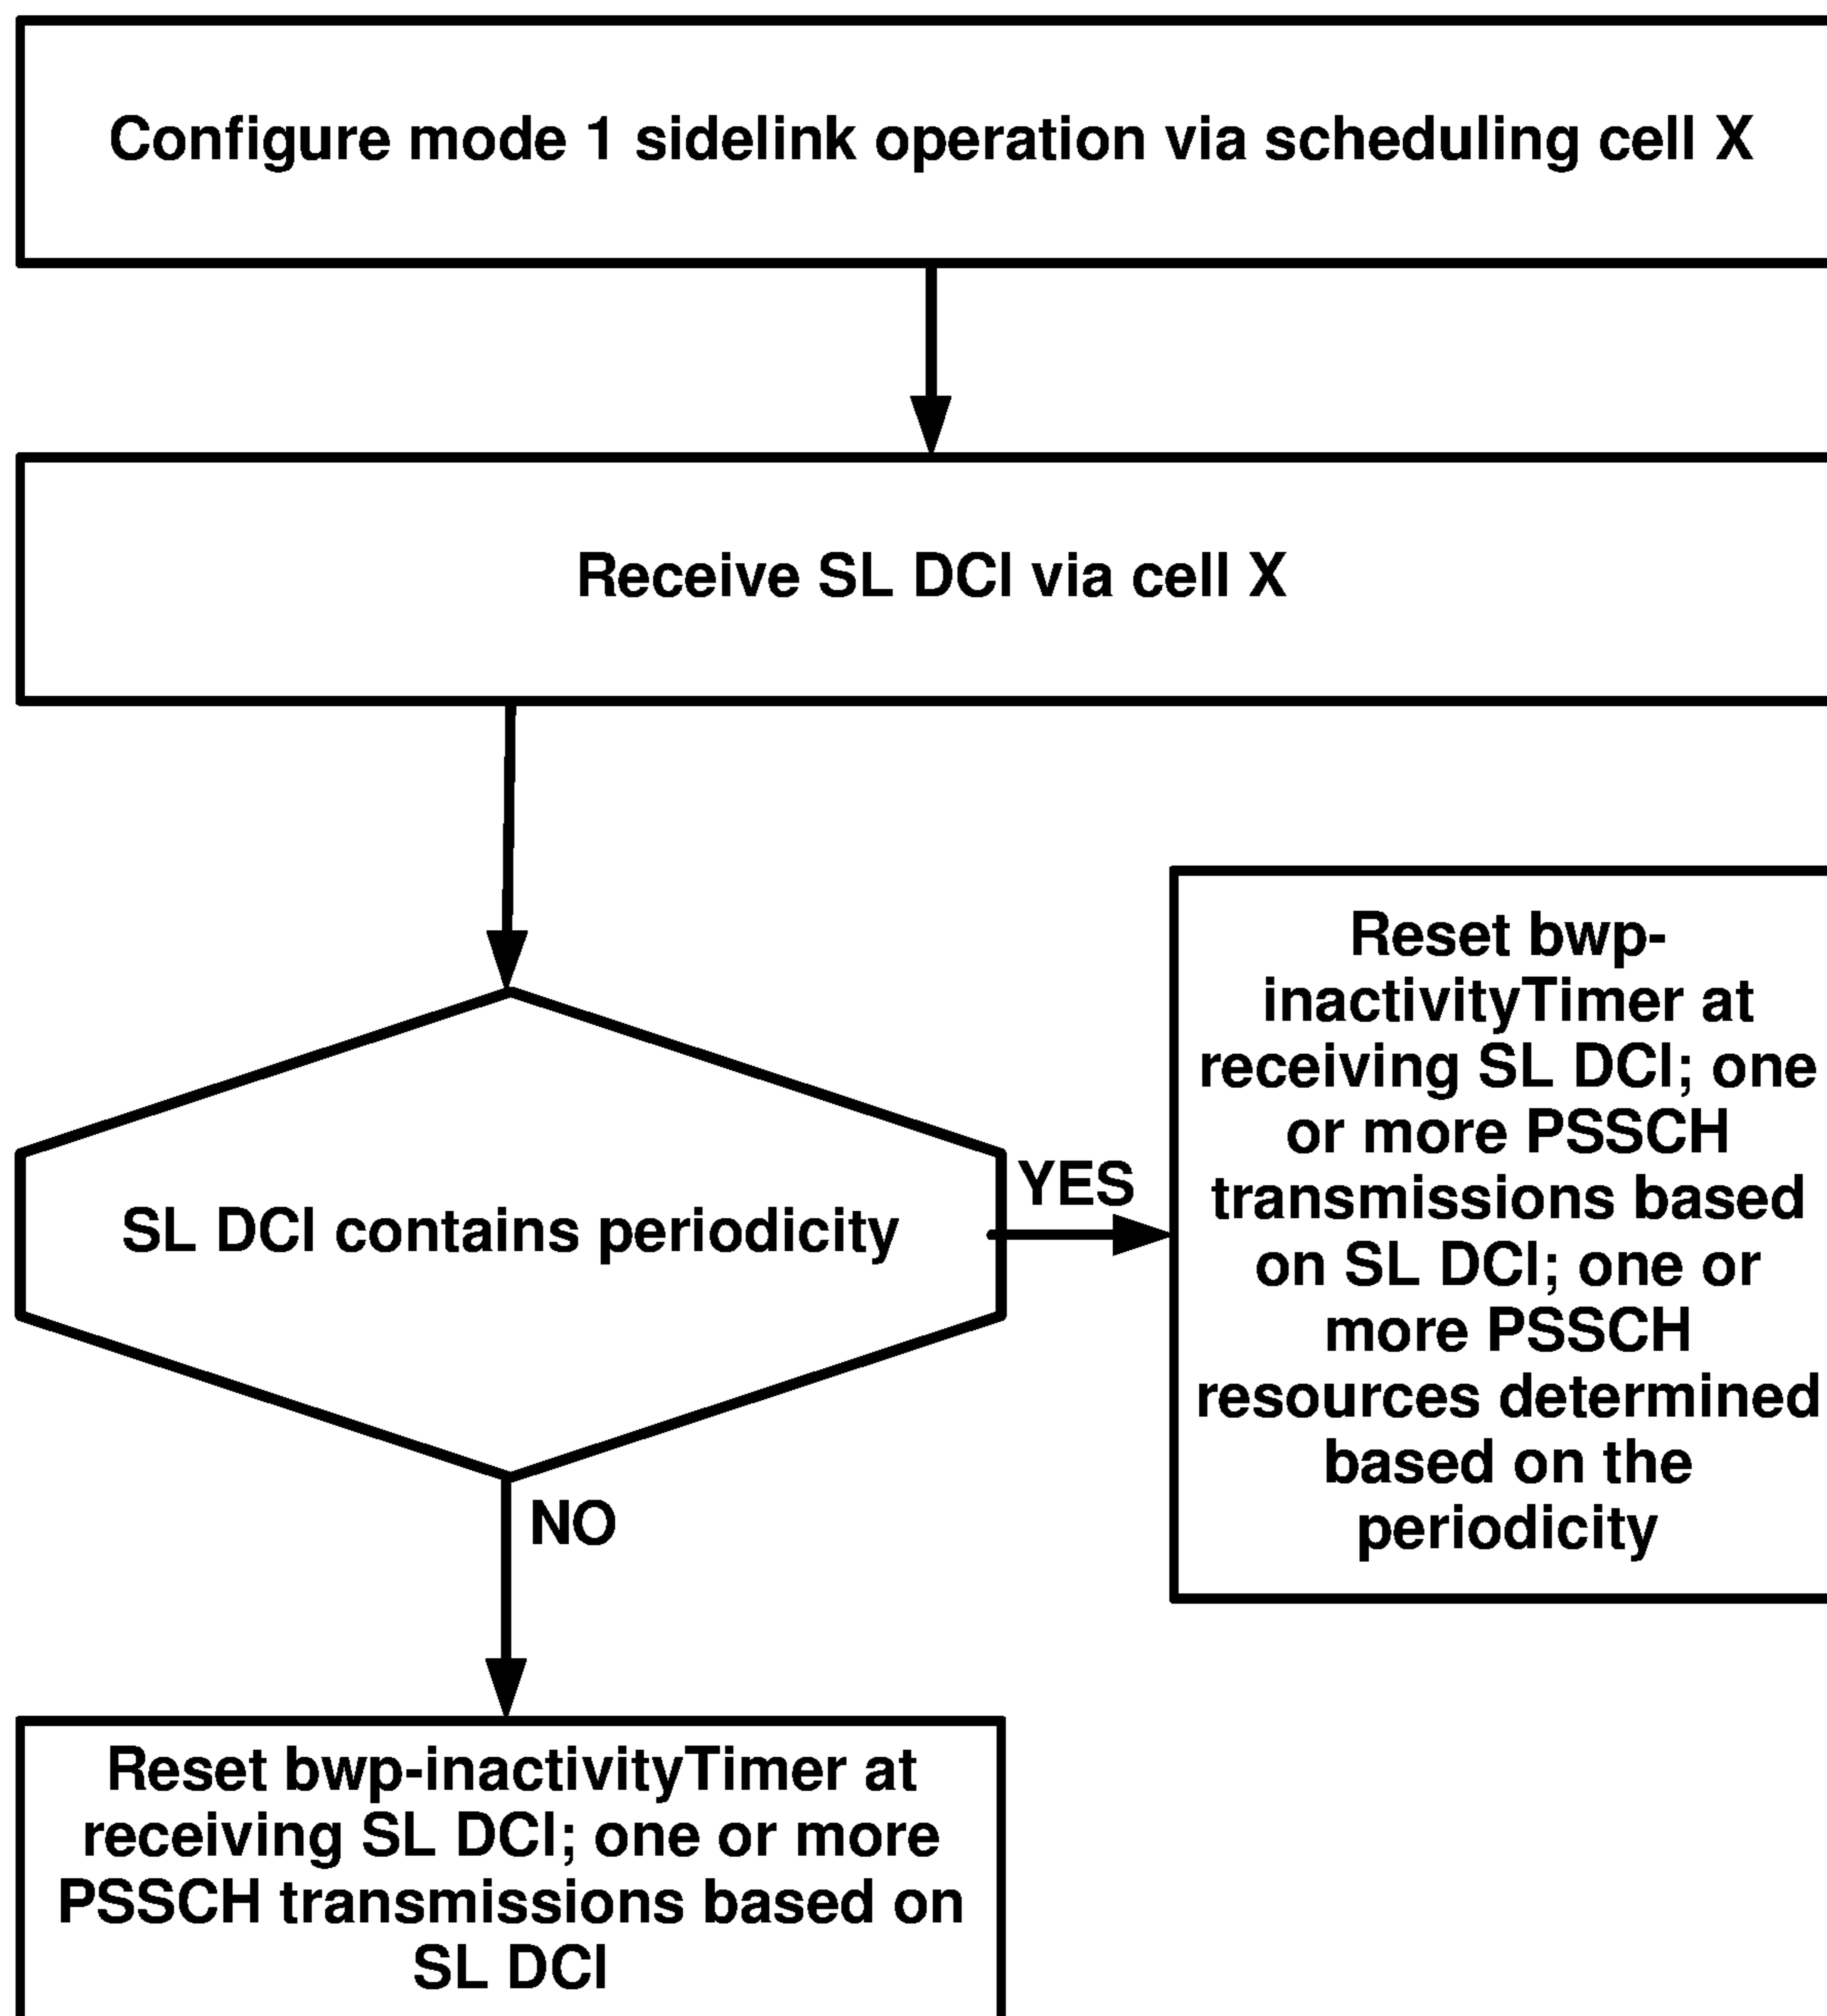 Configure mode 1 sidelink operation via scheduling cell X
Receive SL DCI via cell X
SL DCI contains periodicity
YES
Reset bwp-
inactivityTimer at
receiving SL DCI; one
or more PSSCH
transmissions based
on SL DCI; one or
more PSSCH
resources determined
based on the
periodicity
NO
Reset bwp-inactivityTimer at
receiving SL DCI; one or more
PSSCH transmissions based on
SL DCI